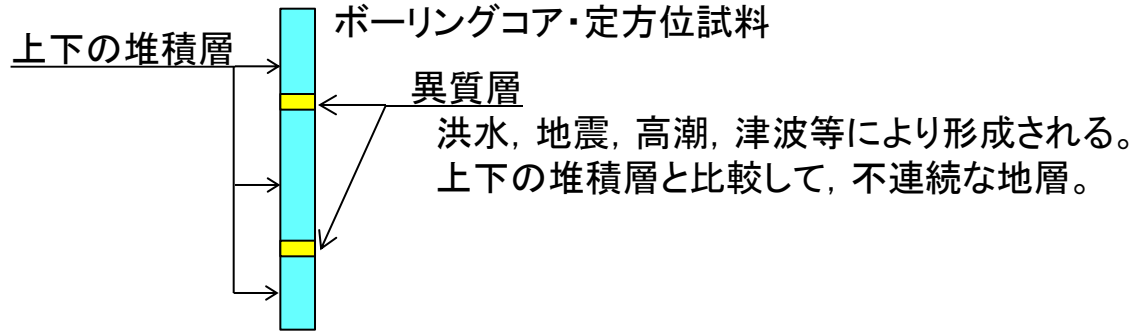 ボーリングコア・定方位試料
上下の堆積層
異質層
洪水, 地震, 高潮, 津波等により形成される。
上下の堆積層と比較して, 不連続な地層。